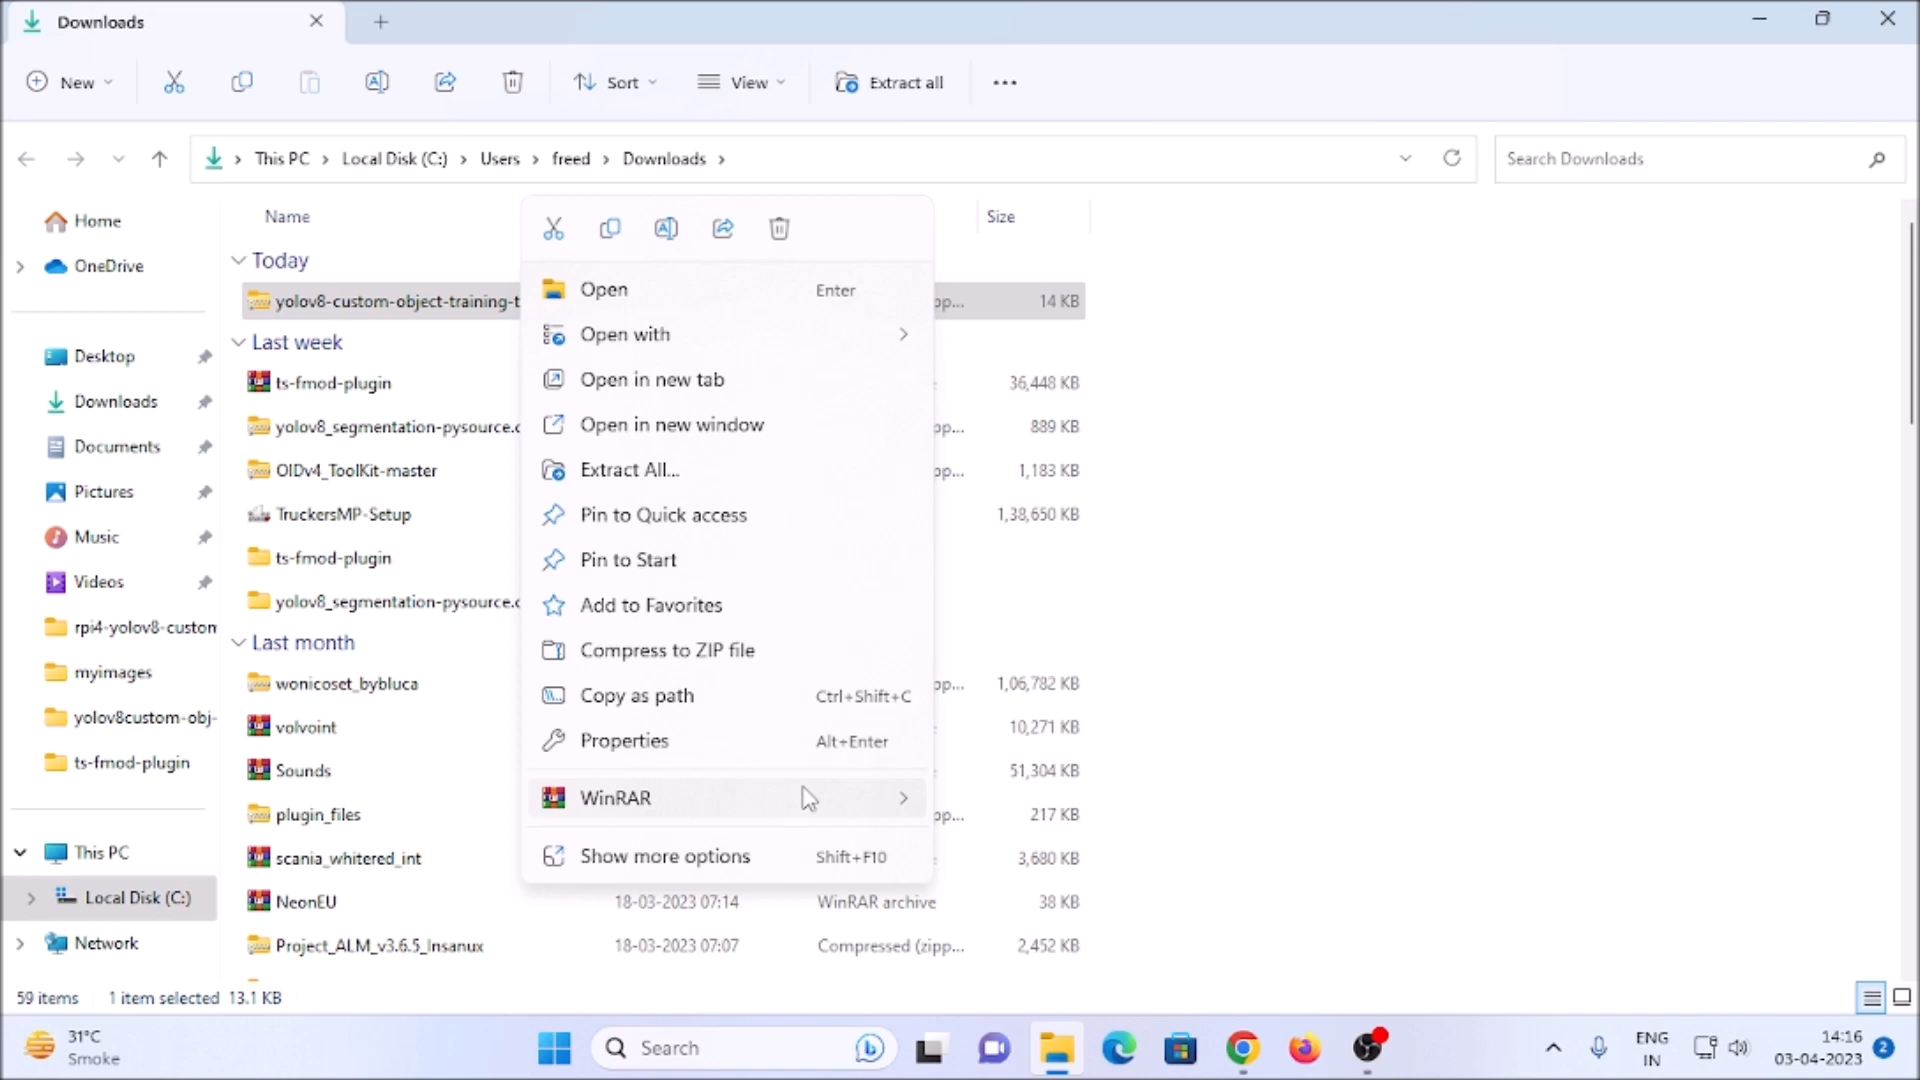 Downloads
New
Sort
View
Extract all
This PC
Local Disk (C:)
Users
freed
Downloads
Search Downloads
Home
OneDrive
Desktop
Downloads
Documents
Pictures
Music
Videos
rpi4-yolov8-custom
myimages
yolov8custom-obj-
ts-fmod-plugin
This PC
Local Disk (C:)
Network
Name
Size
Today
yolov8-custom-object-training-t
pp... 14 KB
Last week
ts-fmod-plugin 36,448 KB
yolov8_segmentation-pysource.c pp... 889 KB
OIDv4_ToolKit-master pp... 1,183 KB
TruckersMP-Setup 1,38,650 KB
ts-fmod-plugin
yolov8_segmentation-pysource.c
Last month
wonicoset_bybluca pp... 1,06,782 KB
volvoint 10,271 KB
Sounds 51,304 KB
plugin_files pp... 217 KB
scania_whitered_int 3,680 KB
NeonEU 18-03-2023 07:14 WinRAR archive 38 KB
Project_ALM_v3.6.5_Insanux 18-03-2023 07:07 Compressed (zipp... 2,452 KB
Open Enter
Open with
Open in new tab
Open in new window
Extract All...
Pin to Quick access
Pin to Start
Add to Favorites
Compress to ZIP file
Copy as path Ctrl+Shift+C
Properties Alt+Enter
WinRAR
Show more options Shift+F10
59 items 1 item selected 13.1 KB
31°C
Smoke
Search
ENG
IN
14:16
03-04-2023
2